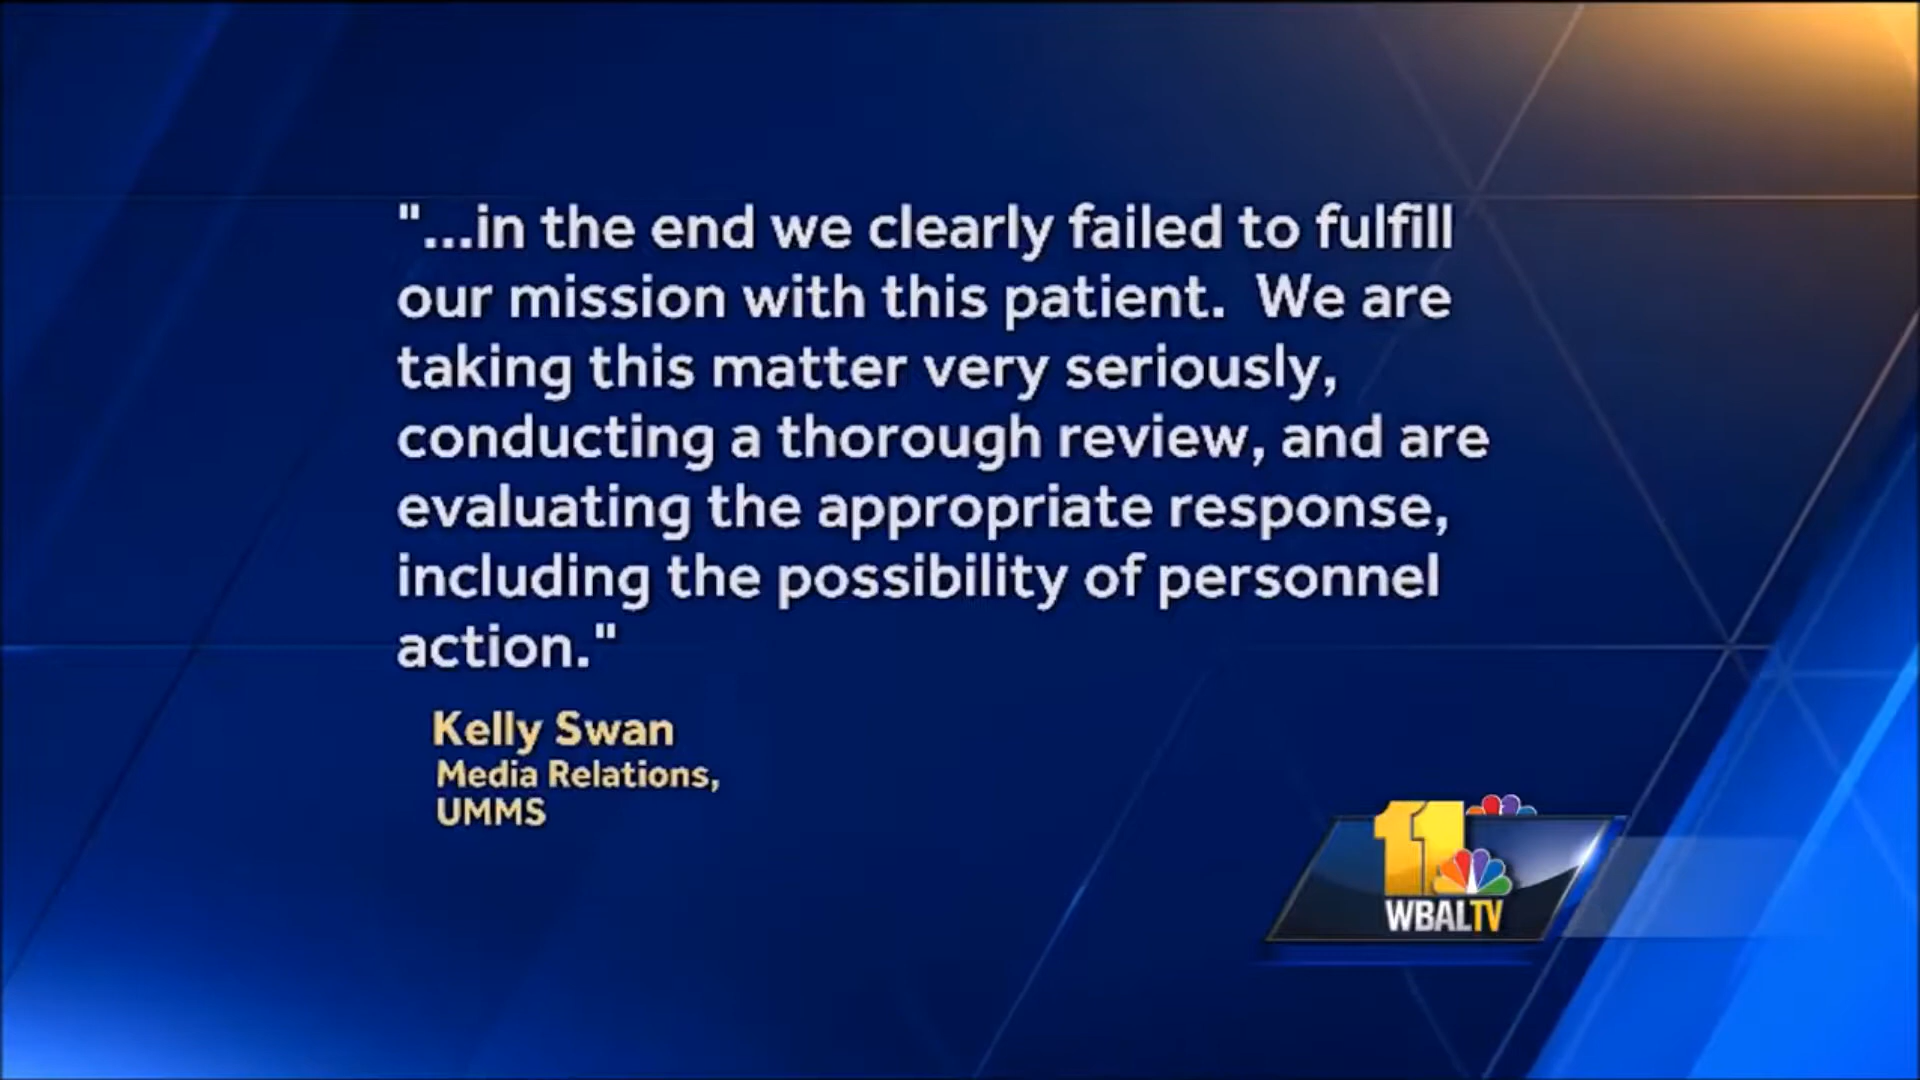 "...in the end we clearly failed to fulfill
our mission with this patient.  We are
taking this matter very seriously,
conducting a thorough review, and are
evaluating the appropriate response,
including the possibility of personnel
action."
Kelly Swan
Media Relations,
UMMS
11
WBALTV